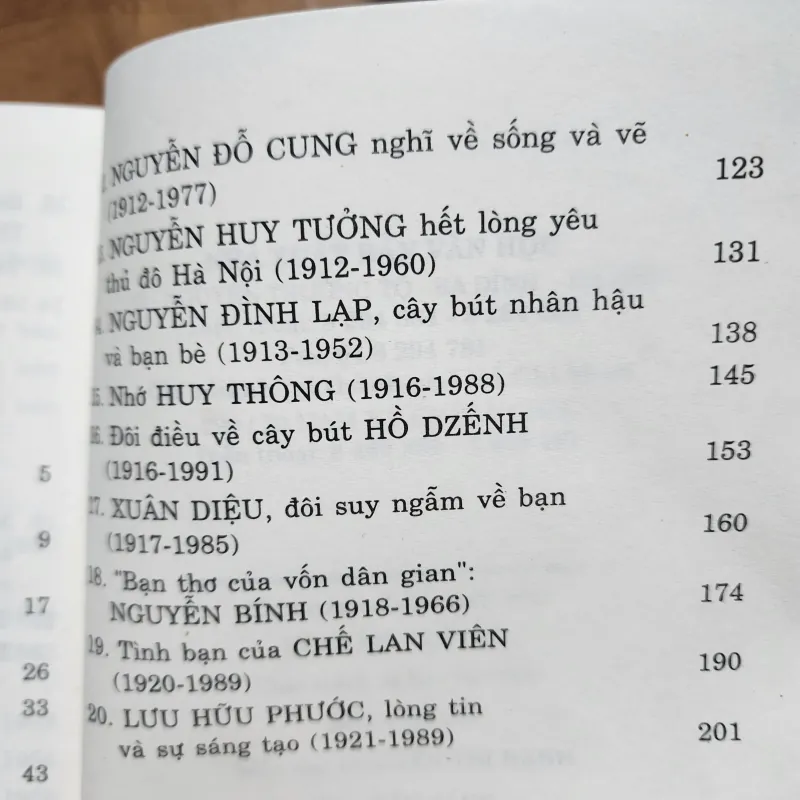 5
9
17
26
33
43
NGUYỄN ĐỖ CUNG nghĩ về sống và vẽ
(1912-1977) 123
NGUYỄN HUY TƯỞNG hết lòng yêu
thủ đô Hà Nội (1912-1960) 131
NGUYỄN ĐÌNH LẠP, cây bút nhân hậu
và bạn bè (1913-1952) 138
15. Nhớ HUY THÔNG (1916-1988) 145
16. Đôi điều về cây bút HỒ DZẾNH
(1916-1991) 153
17. XUÂN DIỆU, đôi suy ngẫm về bạn
(1917-1985) 160
18. "Bạn thơ của vốn dân gian":
NGUYỄN BÍNH (1918-1966) 174
19. Tình bạn của CHẾ LAN VIÊN
(1920-1989) 190
20. LƯU HỮU PHƯỚC, lòng tin
và sự sáng tạo (1921-1989) 201